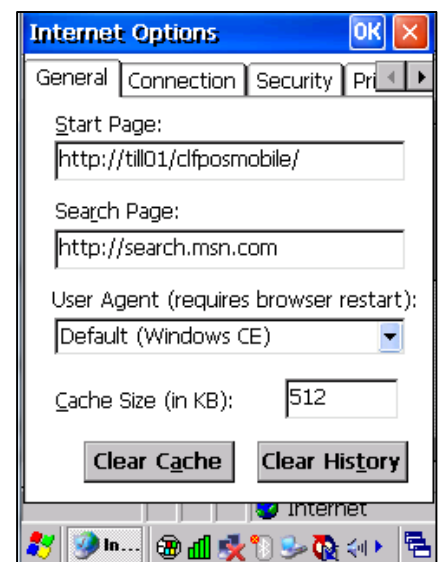 Internet Options OK
General Connection Security Pri
Start Page:
http://till01/clfposmobile/
Search Page:
http://search.msn.com
User Agent (requires browser restart):
Default (Windows CE)
Cache Size (in KB): 512
Clear Cache Clear History
Internet
In...